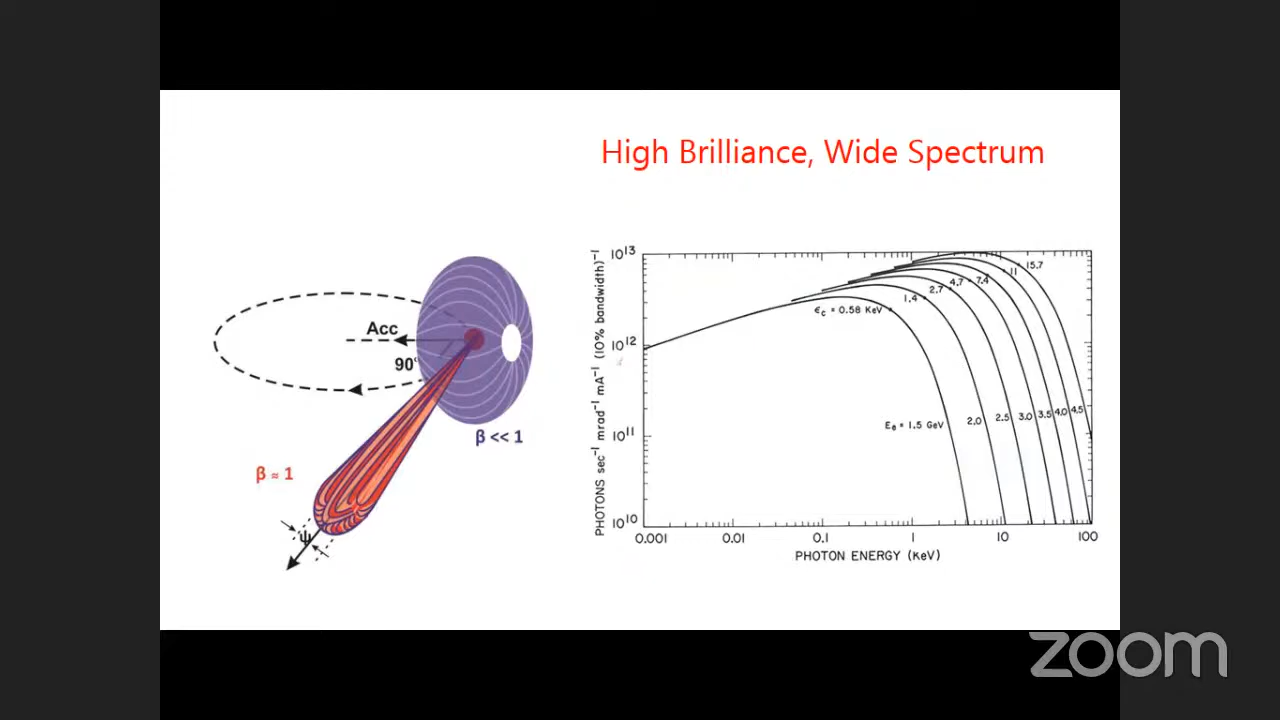 High Brilliance, Wide Spectrum
Acc
90°
β << 1
β ≈ 1
ψ
PHOTONS sec⁻¹ mrad⁻¹ mA⁻¹ (10% bandwidth)⁻¹
10¹³
10¹²
10¹¹
10¹⁰
ϵc = 0.58 KeV
1.4
2.7
4.7
7.4
11
15.7
Ee = 1.5 GeV
2.0
2.5
3.0
3.5
4.0
4.5
0.001
0.01
0.1
1
10
100
PHOTON ENERGY (KeV)
zoom